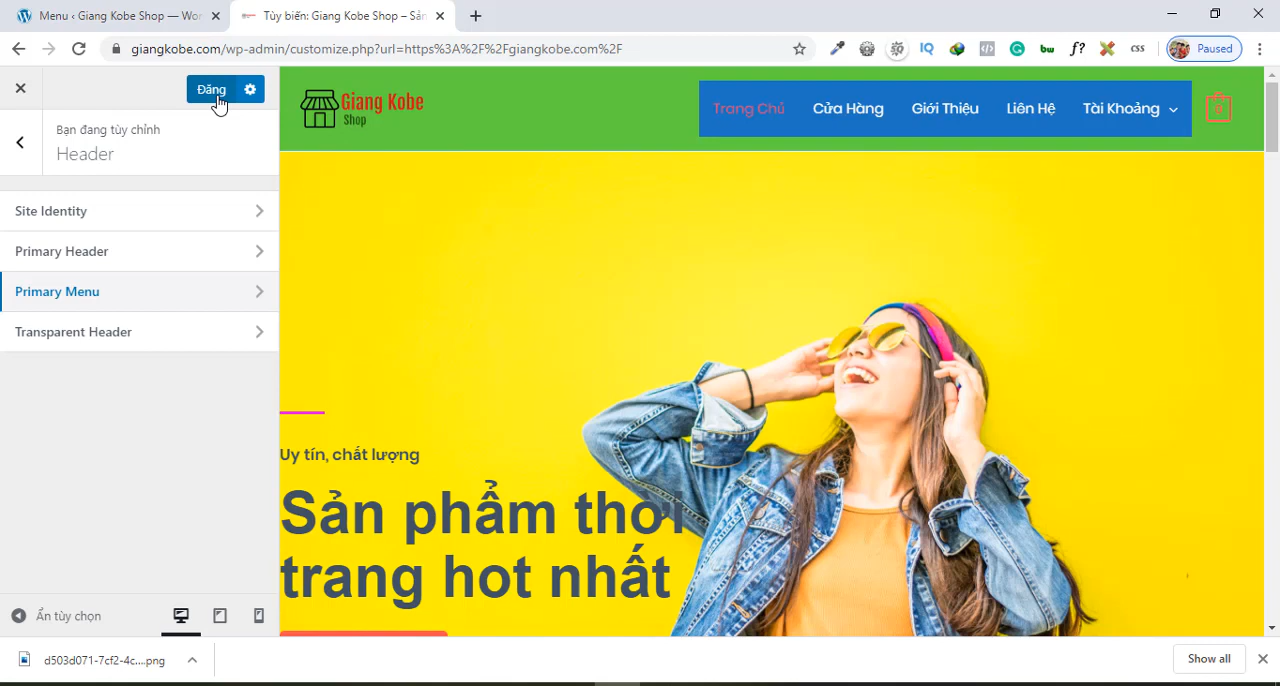 Menu ‹ Giang Kobe Shop — Wor
Tùy biến: Giang Kobe Shop – Sản
giangkobe.com/wp-admin/customize.php?url=https%3A%2F%2Fgiangkobe.com%2F
IQ
bw
f?
css
Paused
Đăng
Bạn đang tùy chỉnh
Header
Site Identity
Primary Header
Primary Menu
Transparent Header
Ẩn tùy chọn
Giang Kobe
Shop
Trang Chủ
Cửa Hàng
Giới Thiệu
Liên Hệ
Tài Khoảng
0
Uy tín, chất lượng
Sản phẩm thơi
trang hot nhất
d503d071-7cf2-4c....png
Show all